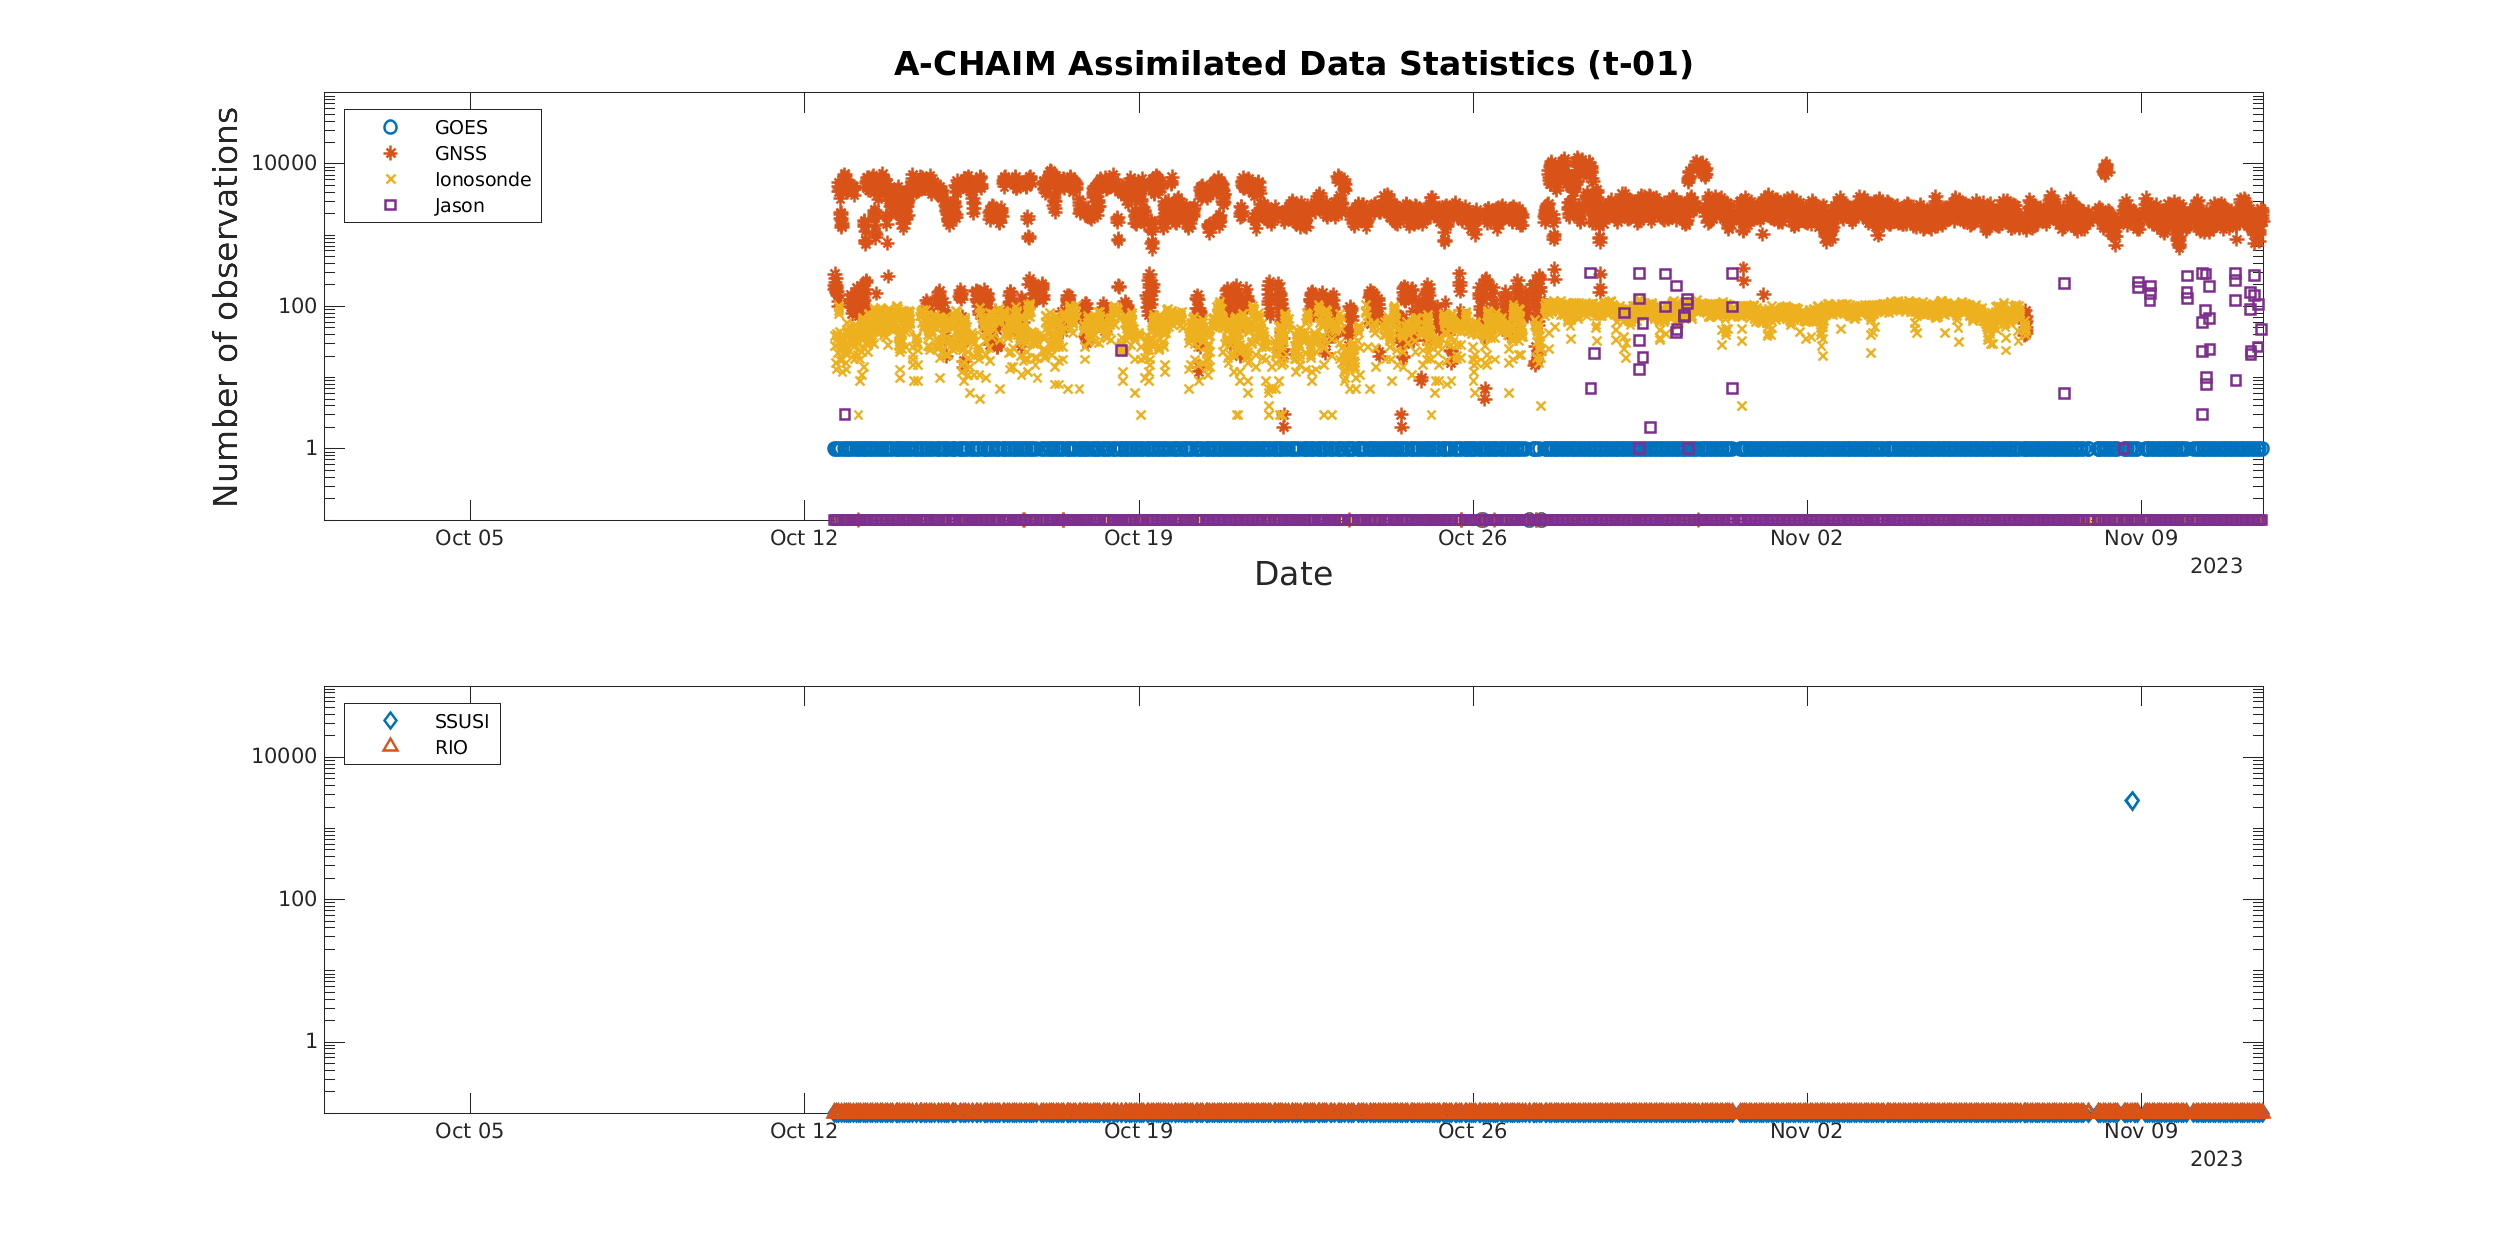 A-CHAIM Assimilated Data Statistics (t-01)
Number of observations
10000
100
1
GOES
GNSS
Ionosonde
Jason
Oct 05
Oct 12
Oct 19
Oct 26
Nov 02
Nov 09
2023
Date
10000
100
1
SSUSI
RIO
Oct 05
Oct 12
Oct 19
Oct 26
Nov 02
Nov 09
2023